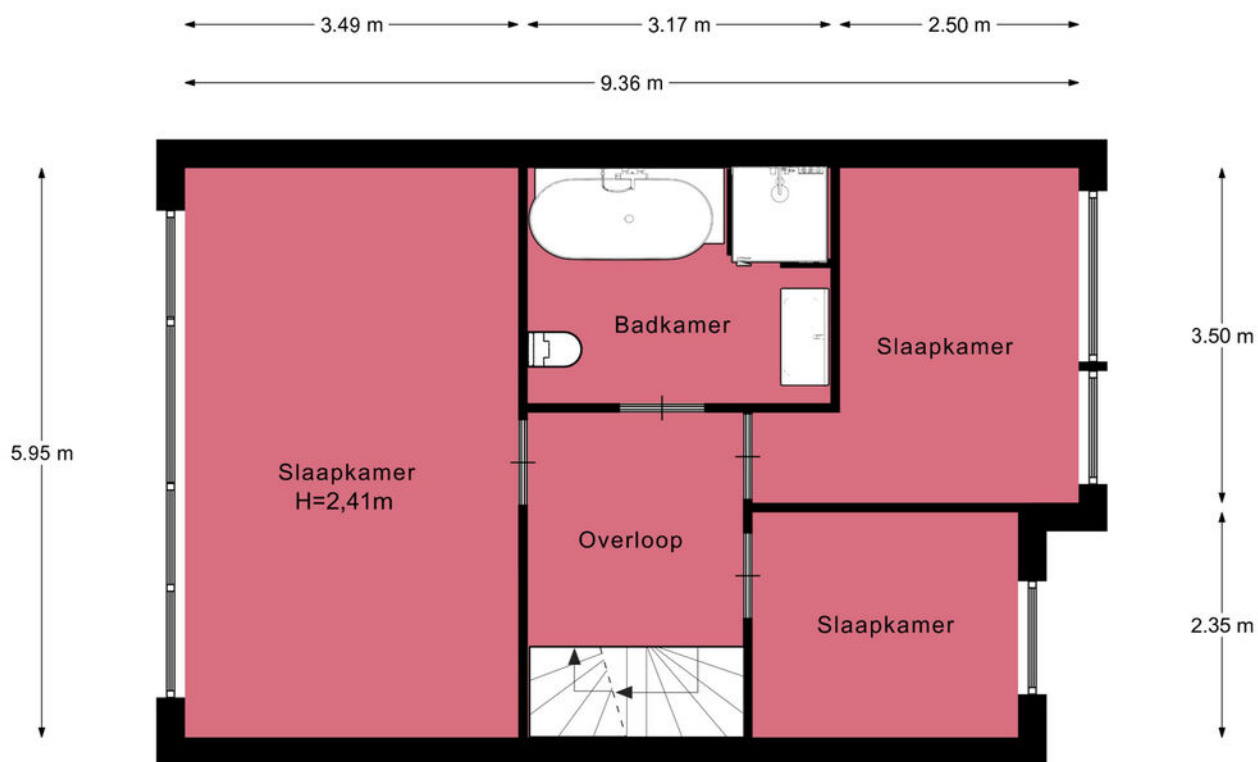 3.49 m
3.17 m
2.50 m
9.36 m
Badkamer
Slaapkamer
3.50 m
5.95 m
Slaapkamer
H=2,41m
Overloop
Slaapkamer
2.35 m